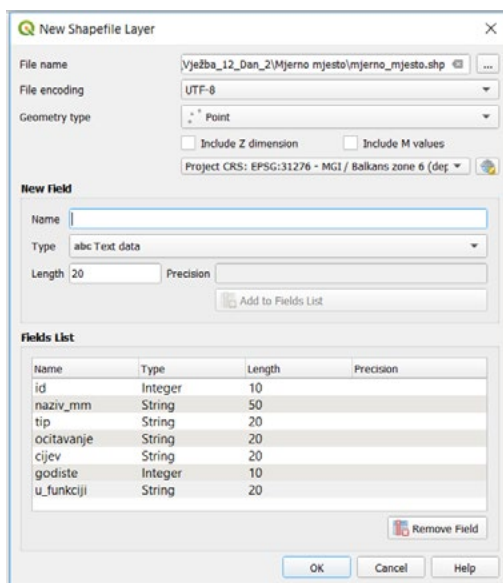 New Shapefile Layer
File name Vježba_12_Dan_2\Mjerno mjesto\mjerno_mjesto.shp ...
File encoding UTF-8
Geometry type Point
Include Z dimension Include M values
Project CRS: EPSG:31276 - MGI / Balkans zone 6 (dep
New Field
Name
Type abc Text data
Length 20 Precision
Add to Fields List
Fields List
Name Type Length Precision
id Integer 10
naziv_mm String 50
tip String 20
ocitavanje String 20
cijev String 20
godiste Integer 10
u_funkciji String 20
Remove Field
OK Cancel Help